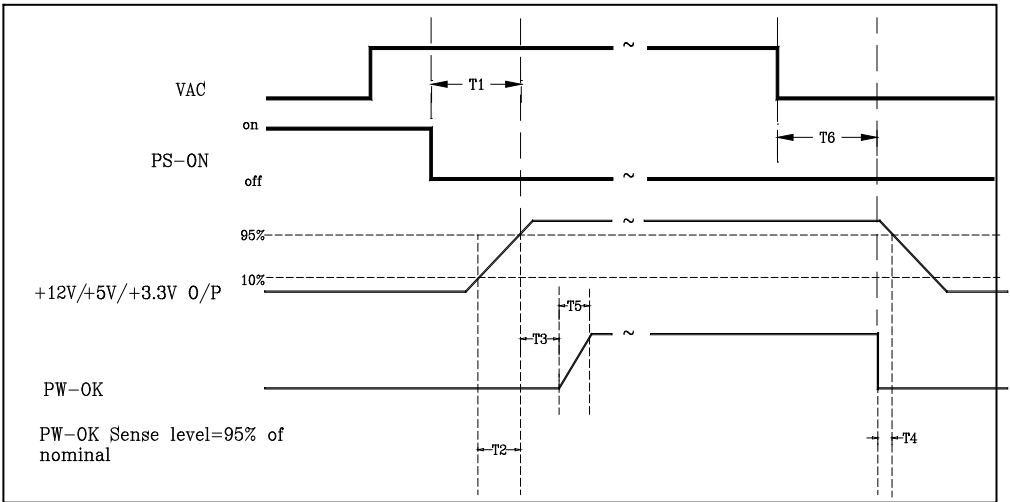 VAC
T1
T6
on
PS-ON
off
~
~
~
~
95%
10%
+12V/+5V/+3.3V O/P
T5
T3
PW-OK
PW-OK Sense level=95% of
nominal
T2
T4